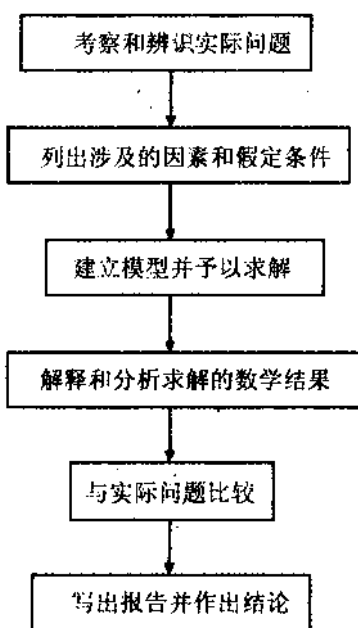 考察和辨识实际问题
列出涉及的因素和假定条件
建立模型并予以求解
解释和分析求解的数学结果
与实际问题比较
写出报告并作出结论